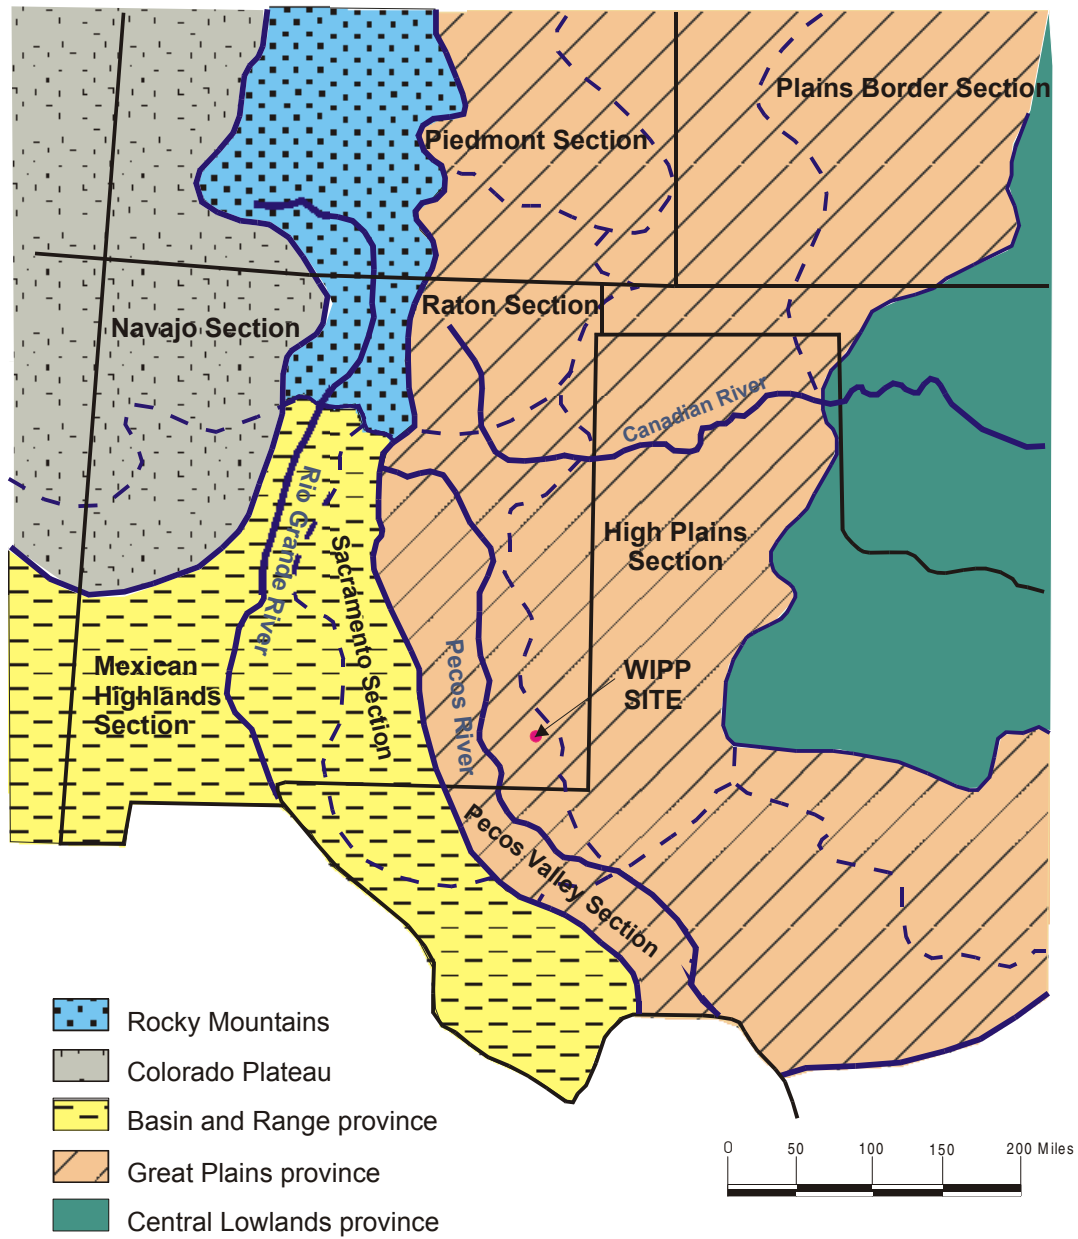 Plains Border Section
Piedmont Section
Raton Section
Navajo Section
Canadian River
Rio Grande River
Sacramento Section
High Plains
Section
Mexican
Highlands
Section
Pecos River
WIPP
SITE
Pecos Valley Section
Rocky Mountains
Colorado Plateau
Basin and Range province
Great Plains province
Central Lowlands province
0 50 100 150 200 Miles